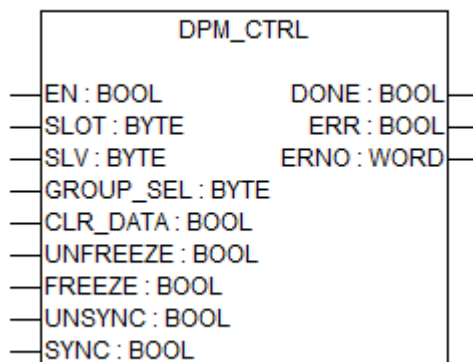 DPM_CTRL
EN : BOOL DONE : BOOL
SLOT : BYTE ERR : BOOL
SLV : BYTE ERNO : WORD
GROUP_SEL : BYTE
CLR_DATA : BOOL
UNFREEZE : BOOL
FREEZE : BOOL
UNSYNC : BOOL
SYNC : BOOL